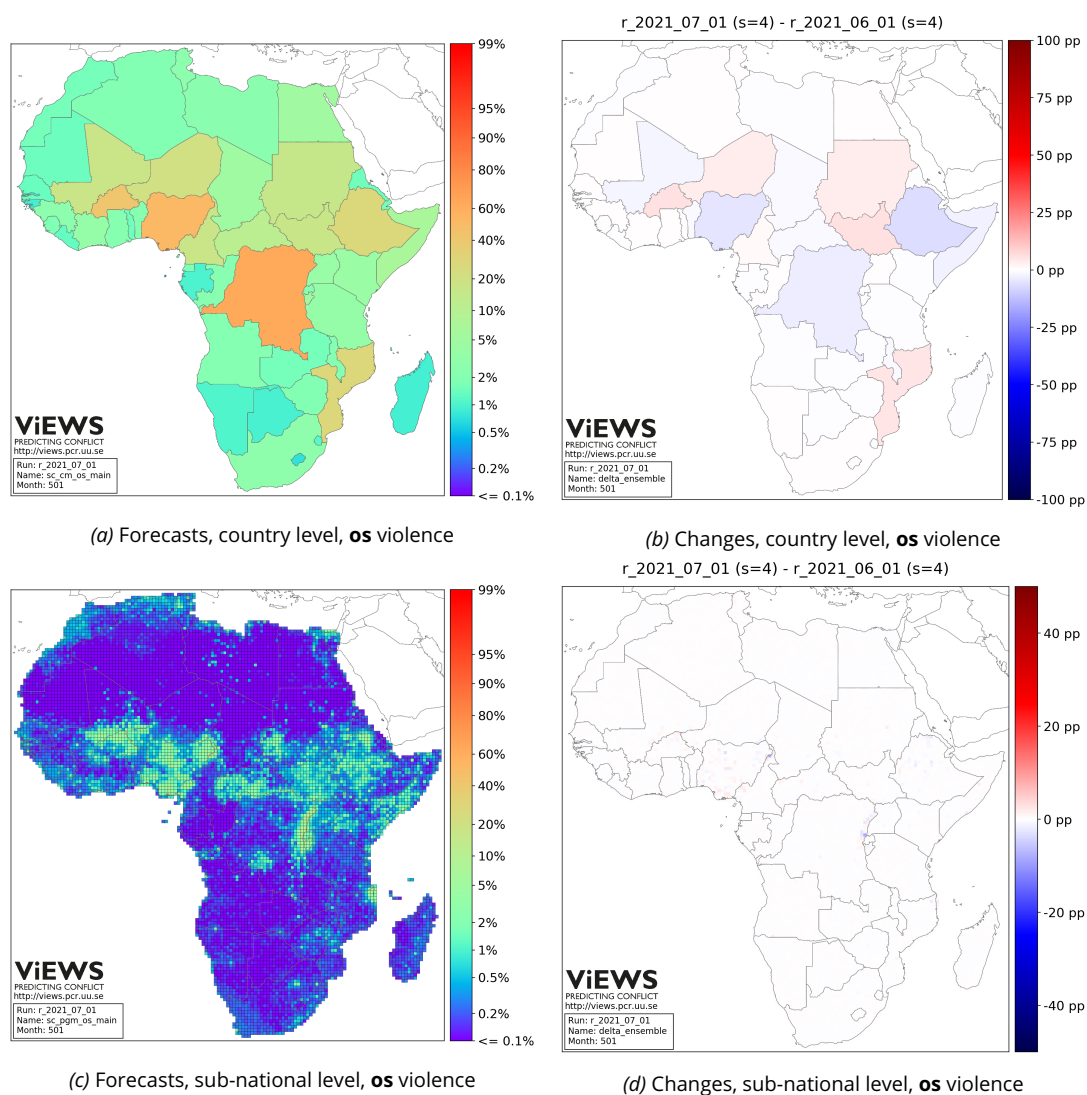 99%
95%
90%
80%
60%
40%
20%
10%
5%
2%
1%
0.5%
0.2%
<= 0.1%
ViEWS
PREDICTING CONFLICT
http://views.pcr.uu.se
Run: r_2021_07_01
Name: sc_cm_os_main
Month: 501
(a) Forecasts, country level, os violence
r_2021_07_01 (s=4) - r_2021_06_01 (s=4)
100 pp
75 pp
50 pp
25 pp
0 pp
-25 pp
-50 pp
-75 pp
-100 pp
ViEWS
PREDICTING CONFLICT
http://views.pcr.uu.se
Run: r_2021_07_01
Name: delta_ensemble
Month: 501
(b) Changes, country level, os violence
99%
95%
90%
80%
60%
40%
20%
10%
5%
2%
1%
0.5%
0.2%
<= 0.1%
ViEWS
PREDICTING CONFLICT
http://views.pcr.uu.se
Run: r_2021_07_01
Name: sc_pgm_os_main
Month: 501
(c) Forecasts, sub-national level, os violence
r_2021_07_01 (s=4) - r_2021_06_01 (s=4)
40 pp
20 pp
0 pp
-20 pp
-40 pp
ViEWS
PREDICTING CONFLICT
http://views.pcr.uu.se
Run: r_2021_07_01
Name: delta_ensemble
Month: 501
(d) Changes, sub-national level, os violence